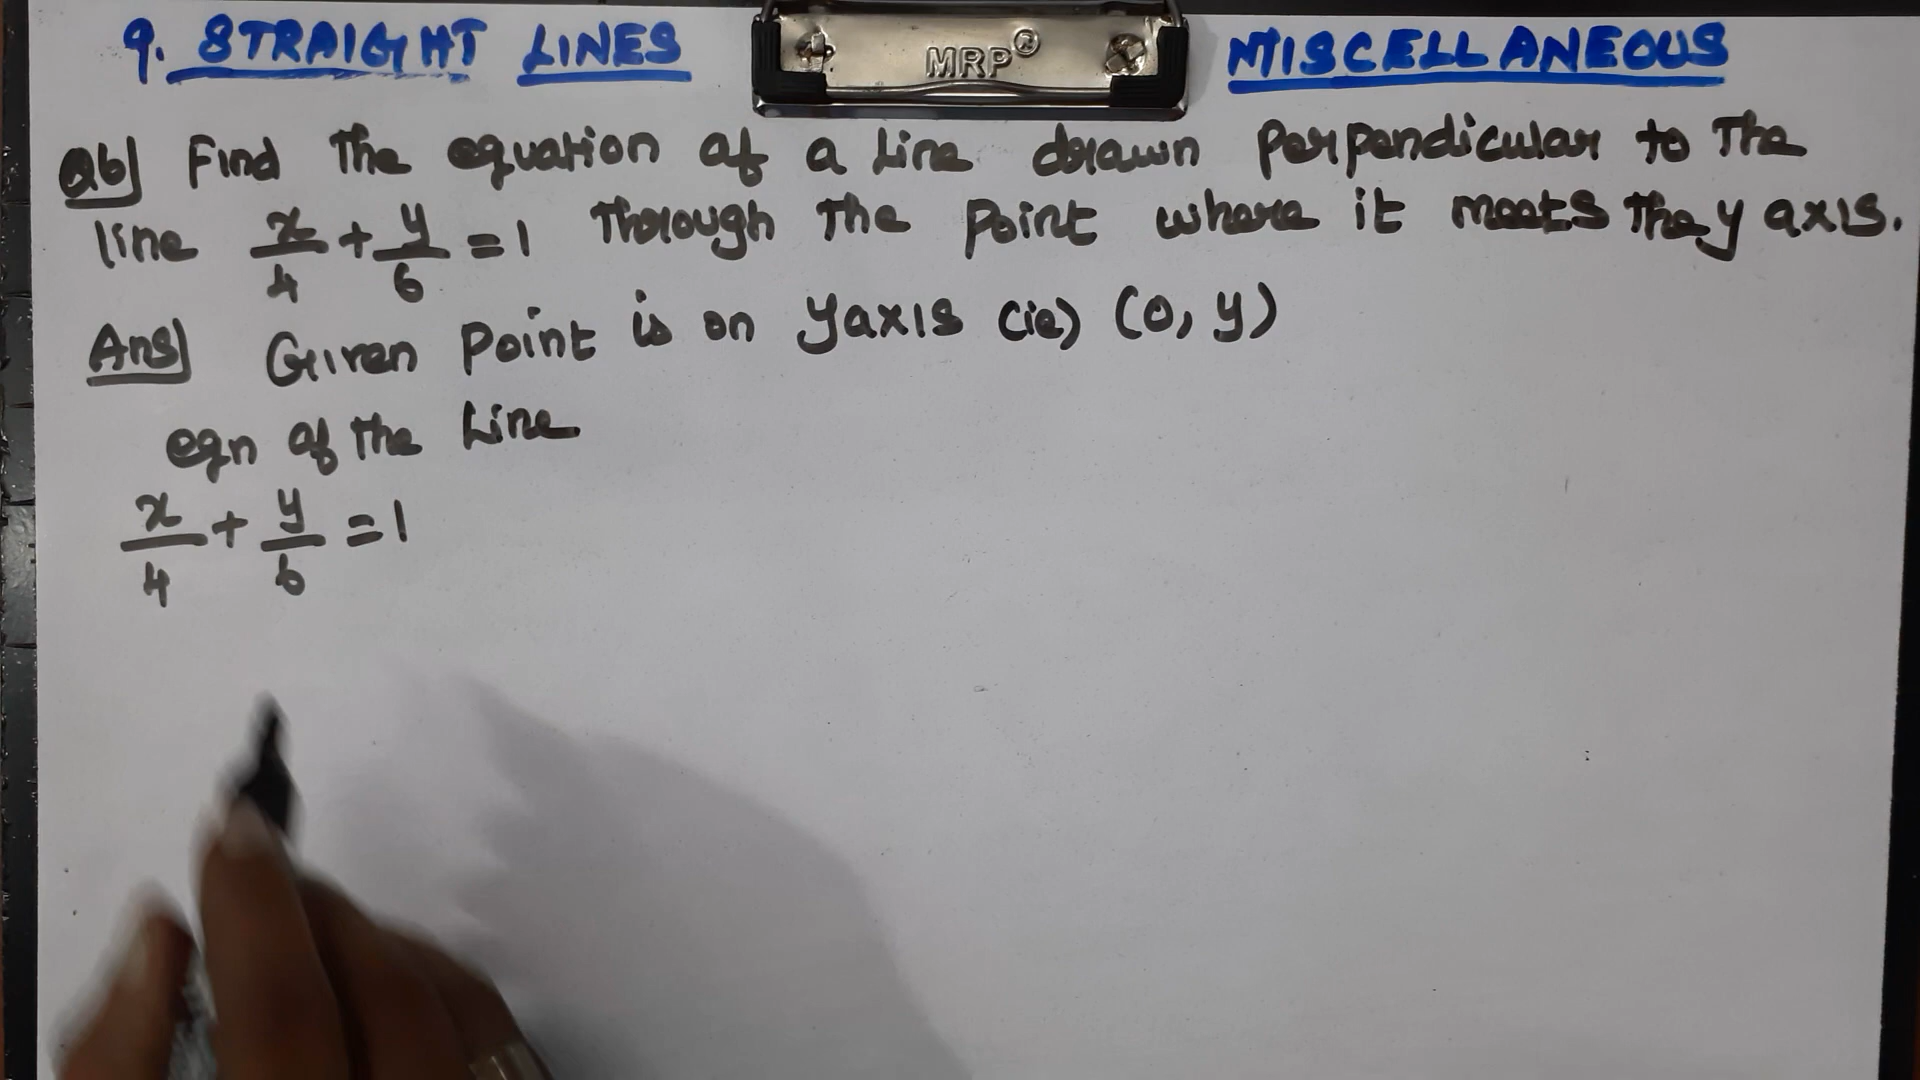 9. STRAIGHT LINES
MRP®
MISCELLANEOUS
Q6) Find the equation of a line drawn perpendicular to the
line x/4 + y/6 = 1 through the point where it meets the y axis.
Ans) Given point is on y axis (ie) (0, y)
eqn of the line
x/4 + y/6 = 1